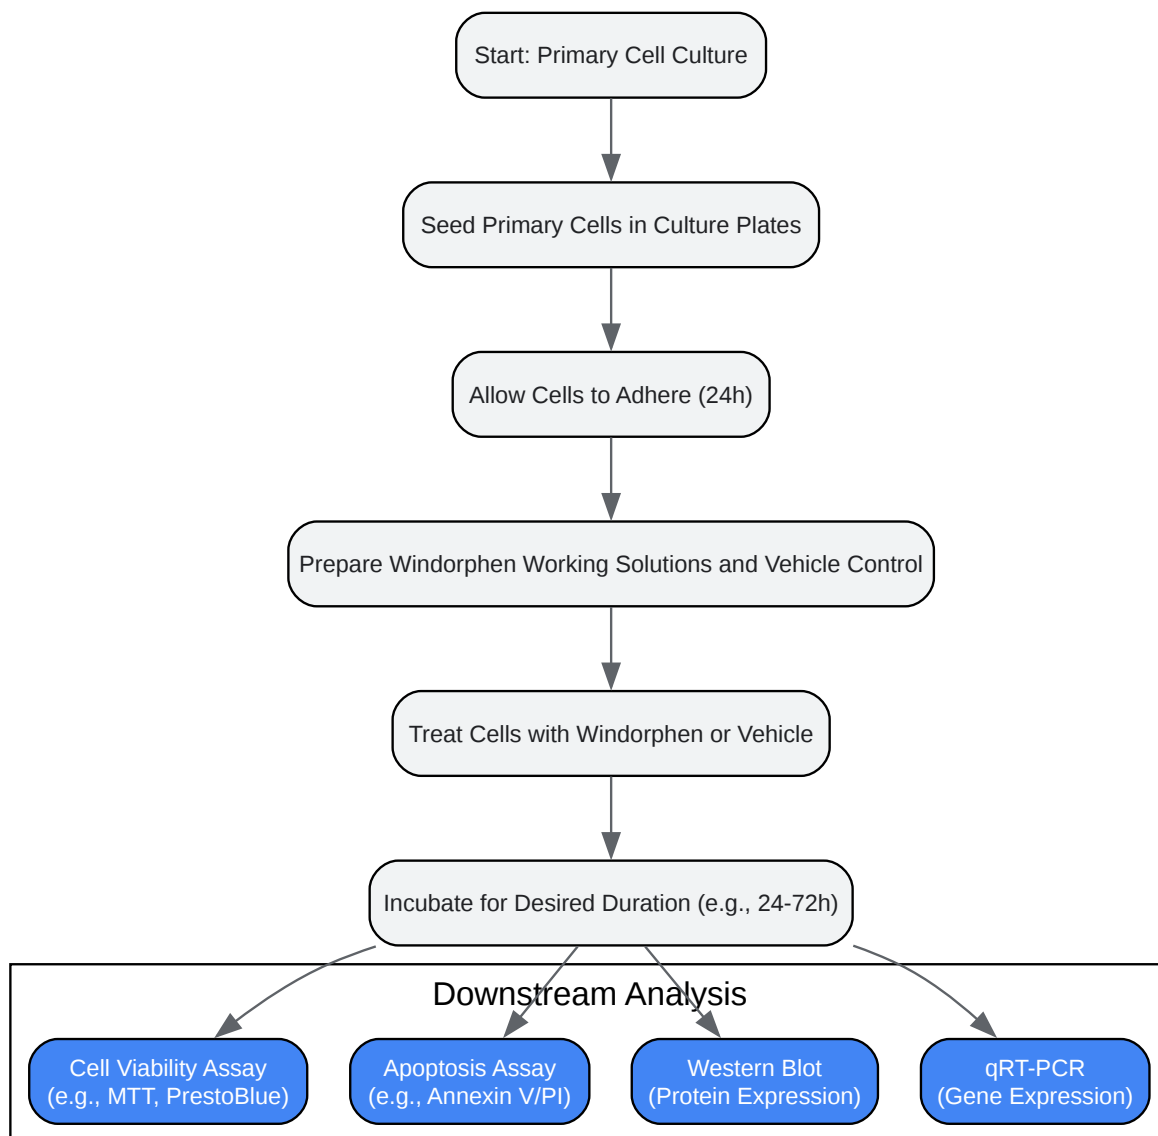 Start: Primary Cell Culture
Seed Primary Cells in Culture Plates
Allow Cells to Adhere (24h)
Prepare Windorphen Working Solutions and Vehicle Control
Treat Cells with Windorphen or Vehicle
Incubate for Desired Duration (e.g., 24-72h)
Downstream Analysis
Cell Viability Assay
(e.g., MTT, PrestoBlue)
Apoptosis Assay
(e.g., Annexin V/PI)
Western Blot
(Protein Expression)
qRT-PCR
(Gene Expression)